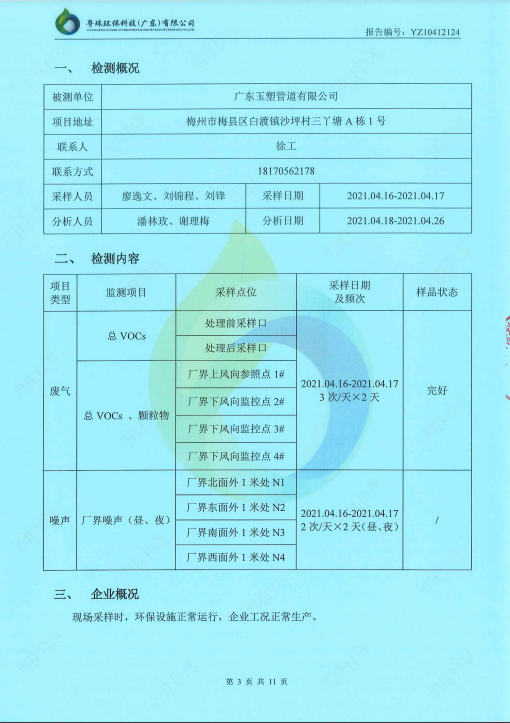 粤珠环保科技(广东)有限公司
报告编号: YZ10412124
一、 检测概况
被测单位 广东玉塑管道有限公司
项目地址 梅州市梅县区白渡镇沙坪村三丫塘 A 栋 1 号
联系人 徐工
联系方式 18170562178
采样人员 廖逸文、刘锦程、刘锋 采样日期 2021.04.16-2021.04.17
分析人员 潘林玫、谢理梅 分析日期 2021.04.18-2021.04.26
二、 检测内容
项目类型 监测项目 采样点位 采样日期及频次 样品状态
废气 总 VOCs 处理前采样口
处理后采样口
总 VOCs 、颗粒物 厂界上风向参照点 1#
厂界下风向监控点 2#
厂界下风向监控点 3#
厂界下风向监控点 4#
2021.04.16-2021.04.17
3 次/天×2 天
完好
噪声 厂界噪声（昼、夜） 厂界北面外 1 米处 N1
厂界东面外 1 米处 N2
厂界南面外 1 米处 N3
厂界西面外 1 米处 N4
2021.04.16-2021.04.17
2 次/天×2 天（昼、夜）
/
三、 企业概况
现场采样时，环保设施正常运行，企业工况正常生产。
第 3 页 共 11 页